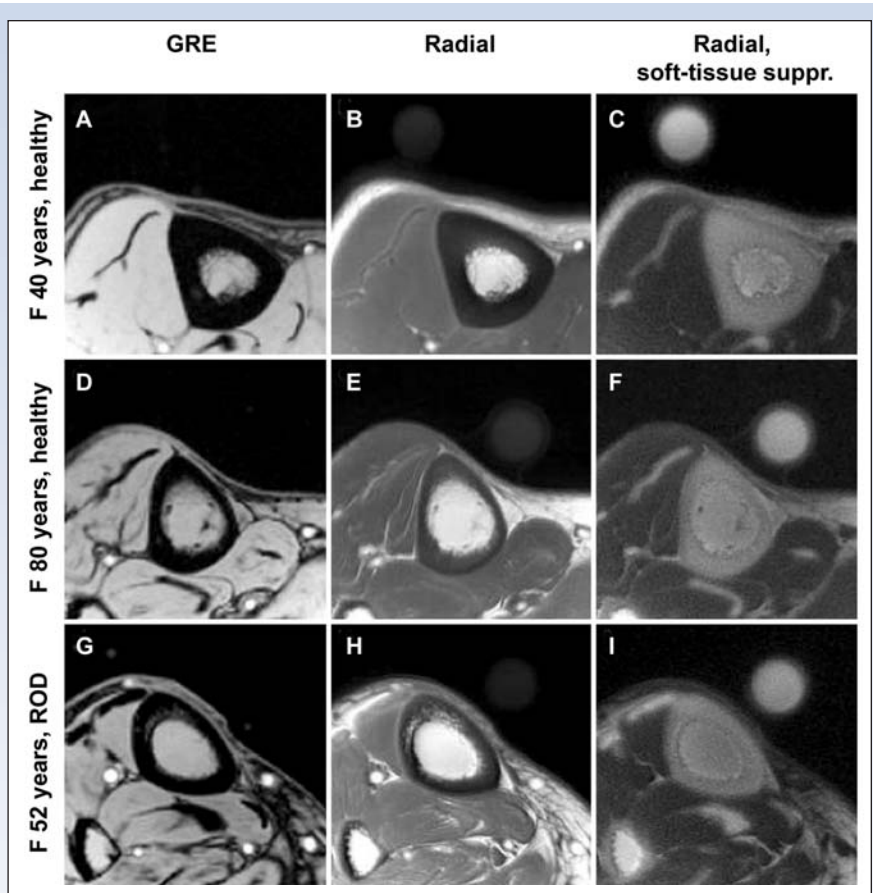 GRE
Radial
Radial,
soft-tissue suppr.
F 40 years, healthy
A
B
C
F 80 years, healthy
D
E
F
F 52 years, ROD
G
H
I